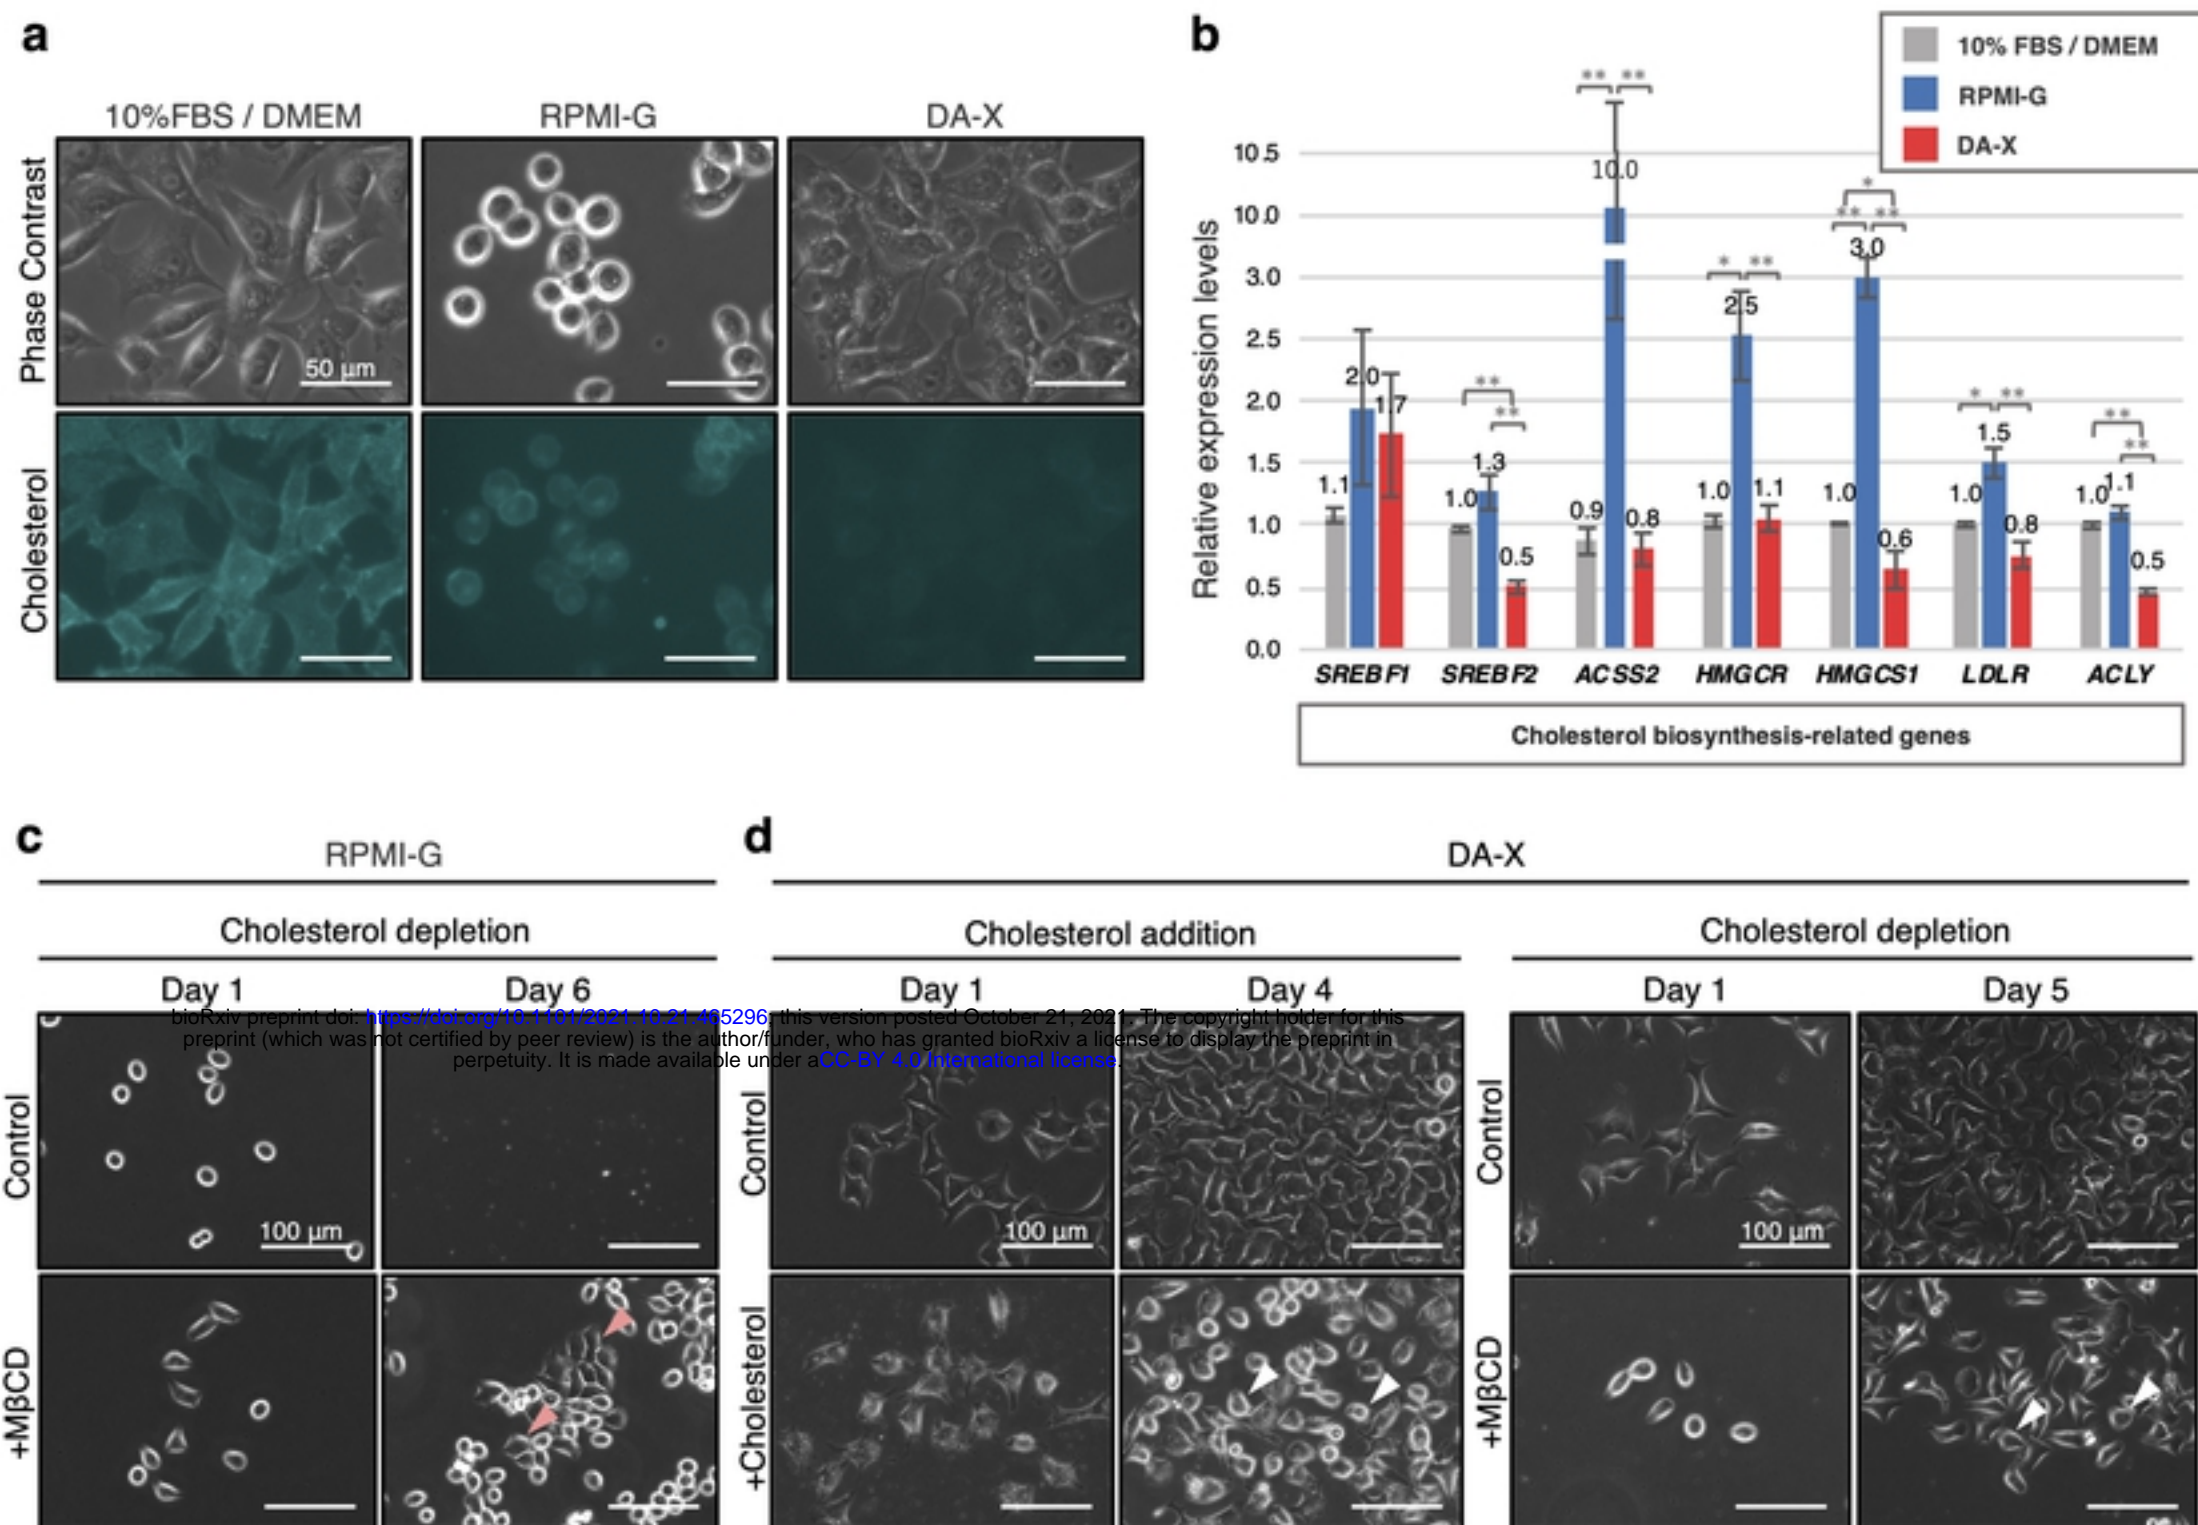 a
10%FBS / DMEM
RPMI-G
DA-X
Phase Contrast
50 µm
Cholesterol
b
10% FBS / DMEM
RPMI-G
DA-X
Relative expression levels
10.5
10.0
3.0
2.5
2.0
1.5
1.0
0.5
0.0
1.1
2.0
1.7
**
**
1.0
1.3
0.5
** **
0.9
10.0
0.8
* **
1.0
2.5
1.1
*
** **
1.0
3.0
0.6
* **
1.0
1.5
0.8
**
**
1.0
1.1
0.5
SREBF1 SREBF2 ACSS2 HMGCR HMGCS1 LDLR ACLY
Cholesterol biosynthesis-related genes
c
RPMI-G
Cholesterol depletion
Day 1
Day 6
Control
100 µm
+MβCD
d
DA-X
Cholesterol addition
Cholesterol depletion
Day 1
Day 4
Day 1
Day 5
Control
100 µm
+Cholesterol
Control
100 µm
+MβCD
bioRxiv preprint doi: https://doi.org/10.1101/2021.10.21.465296; this version posted October 21, 2021. The copyright holder for this
preprint (which was not certified by peer review) is the author/funder, who has granted bioRxiv a license to display the preprint in
perpetuity. It is made available under aCC-BY 4.0 International license.